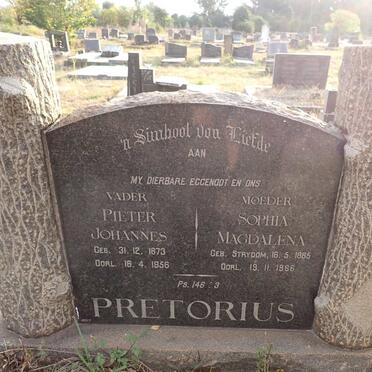 'n Simbool van Liefde
AAN
MY DIERBARE EGGENOOT EN ONS
VADER
PIETER
JOHANNES
GEB. 31. 12. 1873
OORL. 16. 4. 1956
MOEDER
SOPHIA
MAGDALENA
GEB. STRYDOM, 16. 5. 1885
OORL. 19. 11. 1966
PS. 146 : 3
PRETORIUS